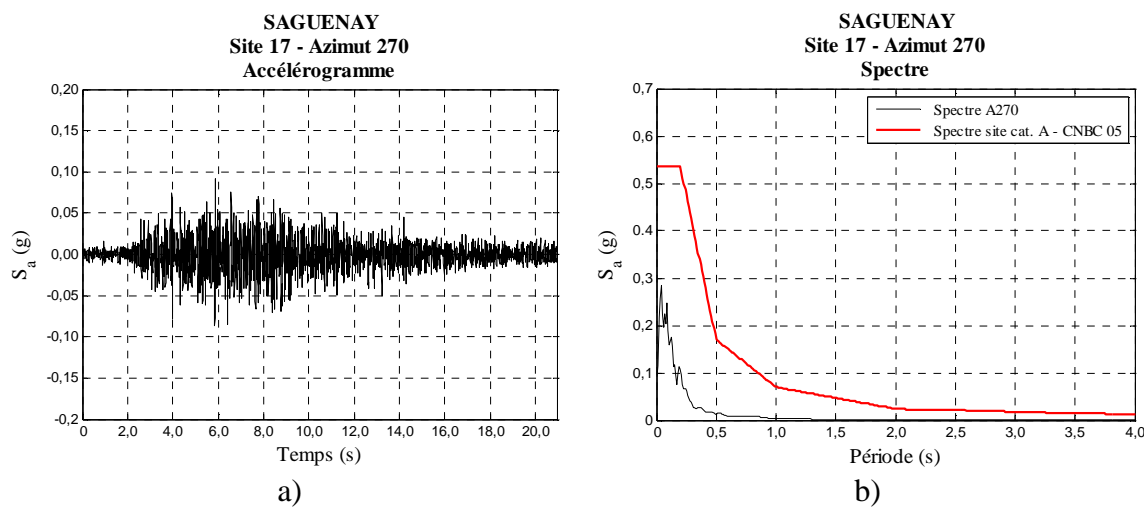 SAGUENAY
Site 17 - Azimut 270
Accélérogramme
0,20
0,15
0,10
0,05
0,00
-0,05
-0,10
-0,15
-0,2
S_a (g)
0 2,0 4,0 6,0 8,0 10,0 12,0 14,0 16,0 18,0 20,0
Temps (s)
a)
SAGUENAY
Site 17 - Azimut 270
Spectre
Spectre A270
Spectre site cat. A - CNBC 05
0,7
0,6
0,5
0,4
0,3
0,2
0,1
0
S_a (g)
0 0,5 1,0 1,5 2,0 2,5 3,0 3,5 4,0
Période (s)
b)